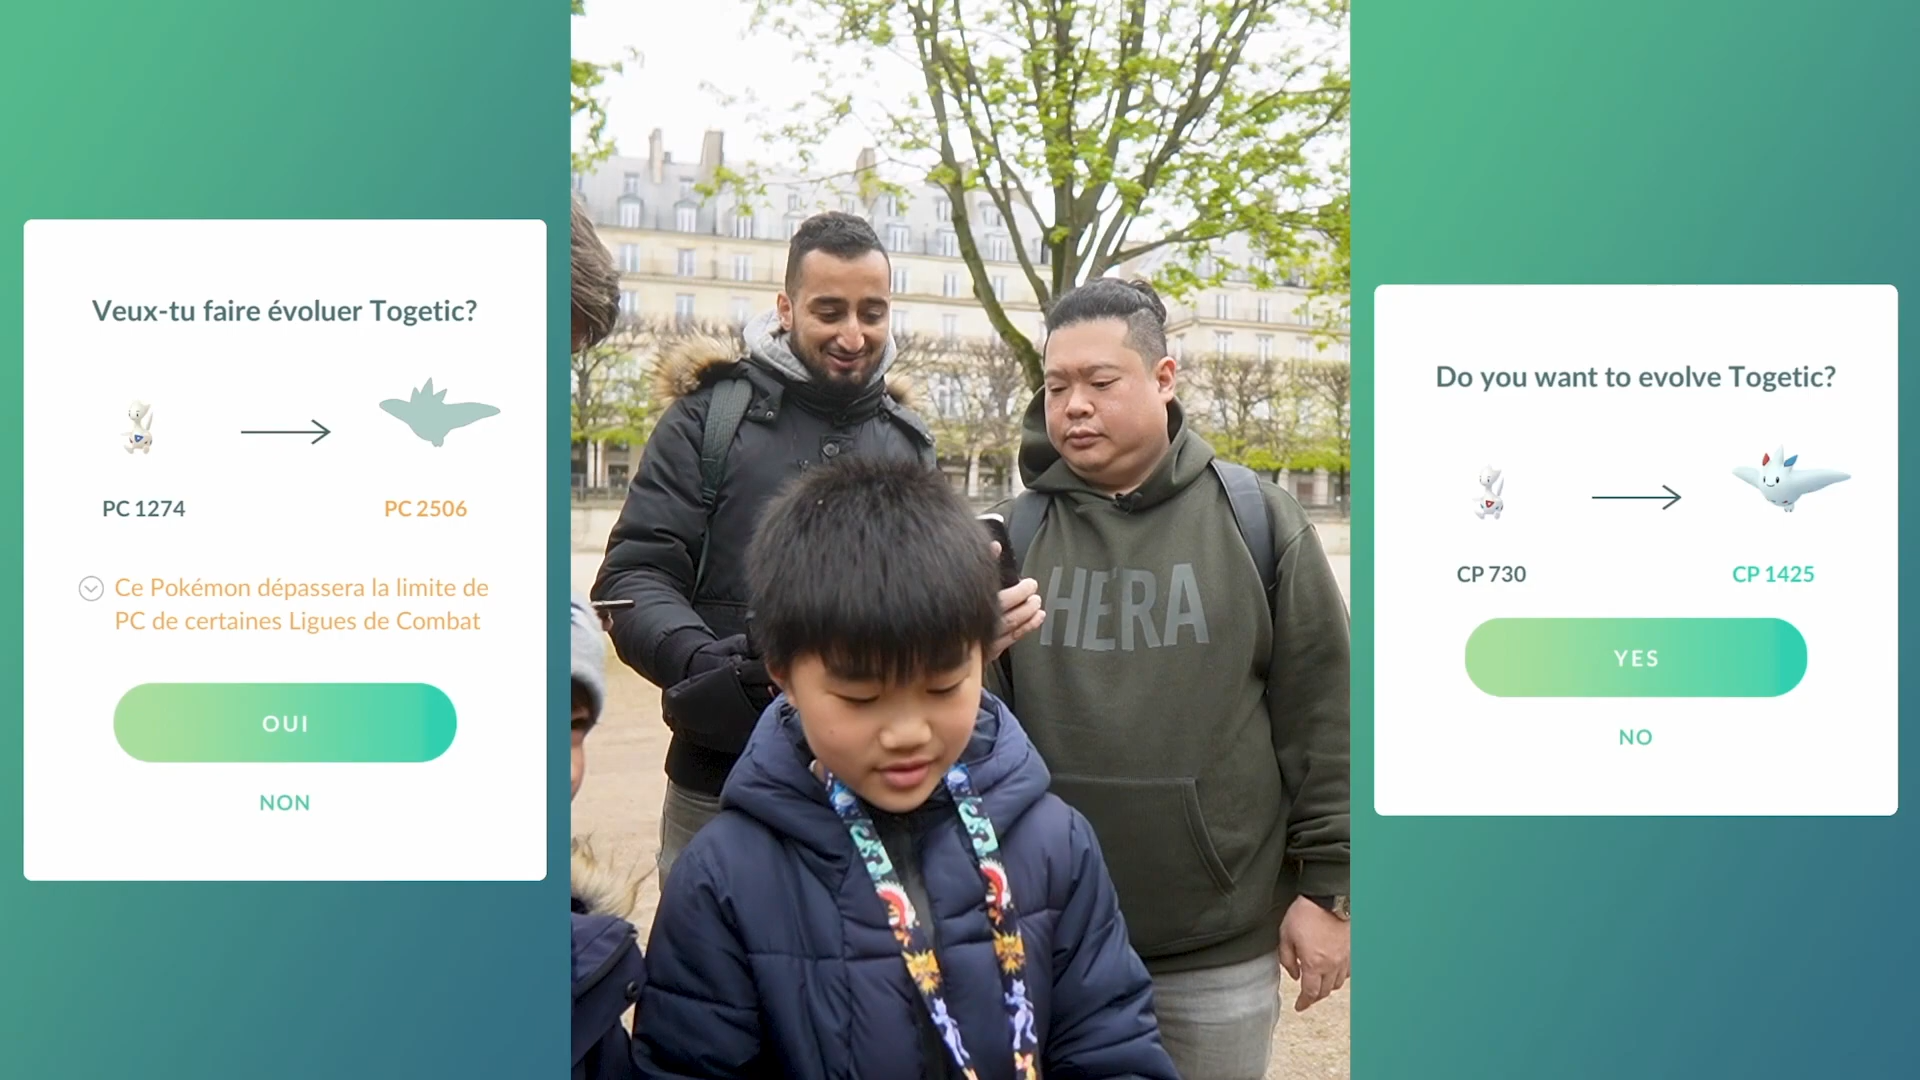 Veux-tu faire évoluer Togetic?
PC 1274
PC 2506
Ce Pokémon dépassera la limite de
PC de certaines Ligues de Combat
OUI
NON
HERA
Do you want to evolve Togetic?
CP 730
CP 1425
YES
NO